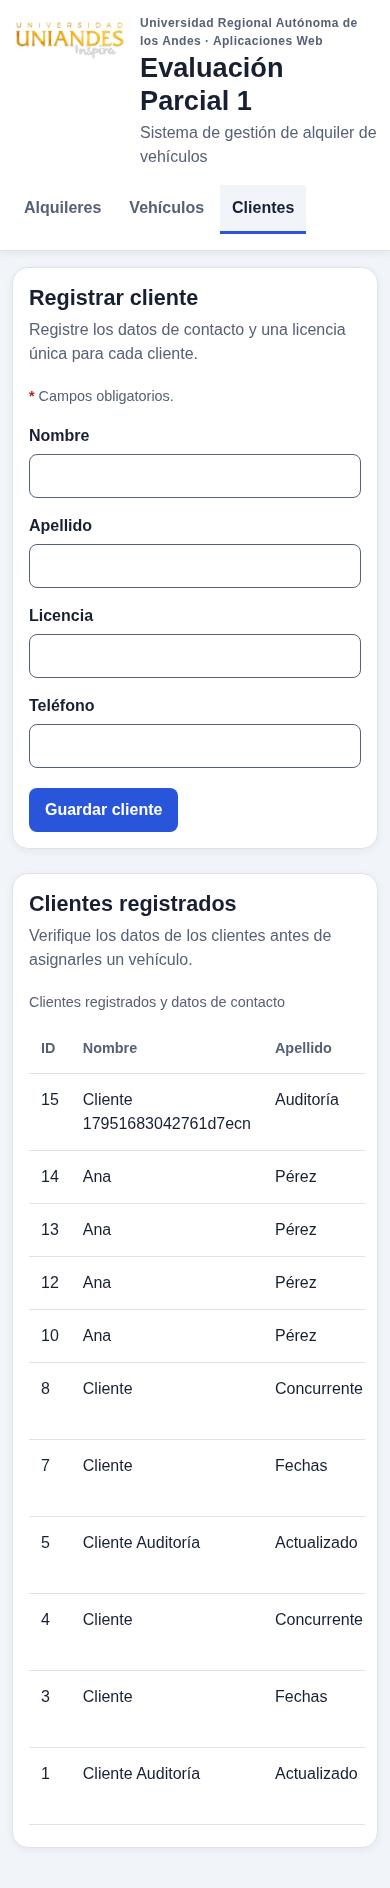 UNIVERSIDAD
UNIANDES
Inspira
Universidad Regional Autónoma de
los Andes · Aplicaciones Web
Evaluación
Parcial 1
Sistema de gestión de alquiler de
vehículos
Alquileres Vehículos Clientes
Registrar cliente
Registre los datos de contacto y una licencia
única para cada cliente.
* Campos obligatorios.
Nombre
Apellido
Licencia
Teléfono
Guardar cliente
Clientes registrados
Verifique los datos de los clientes antes de
asignarles un vehículo.
Clientes registrados y datos de contacto
ID Nombre Apellido
15 Cliente Auditoría
17951683042761d7ecn
14 Ana Pérez
13 Ana Pérez
12 Ana Pérez
10 Ana Pérez
8 Cliente Concurrente
7 Cliente Fechas
5 Cliente Auditoría Actualizado
4 Cliente Concurrente
3 Cliente Fechas
1 Cliente Auditoría Actualizado